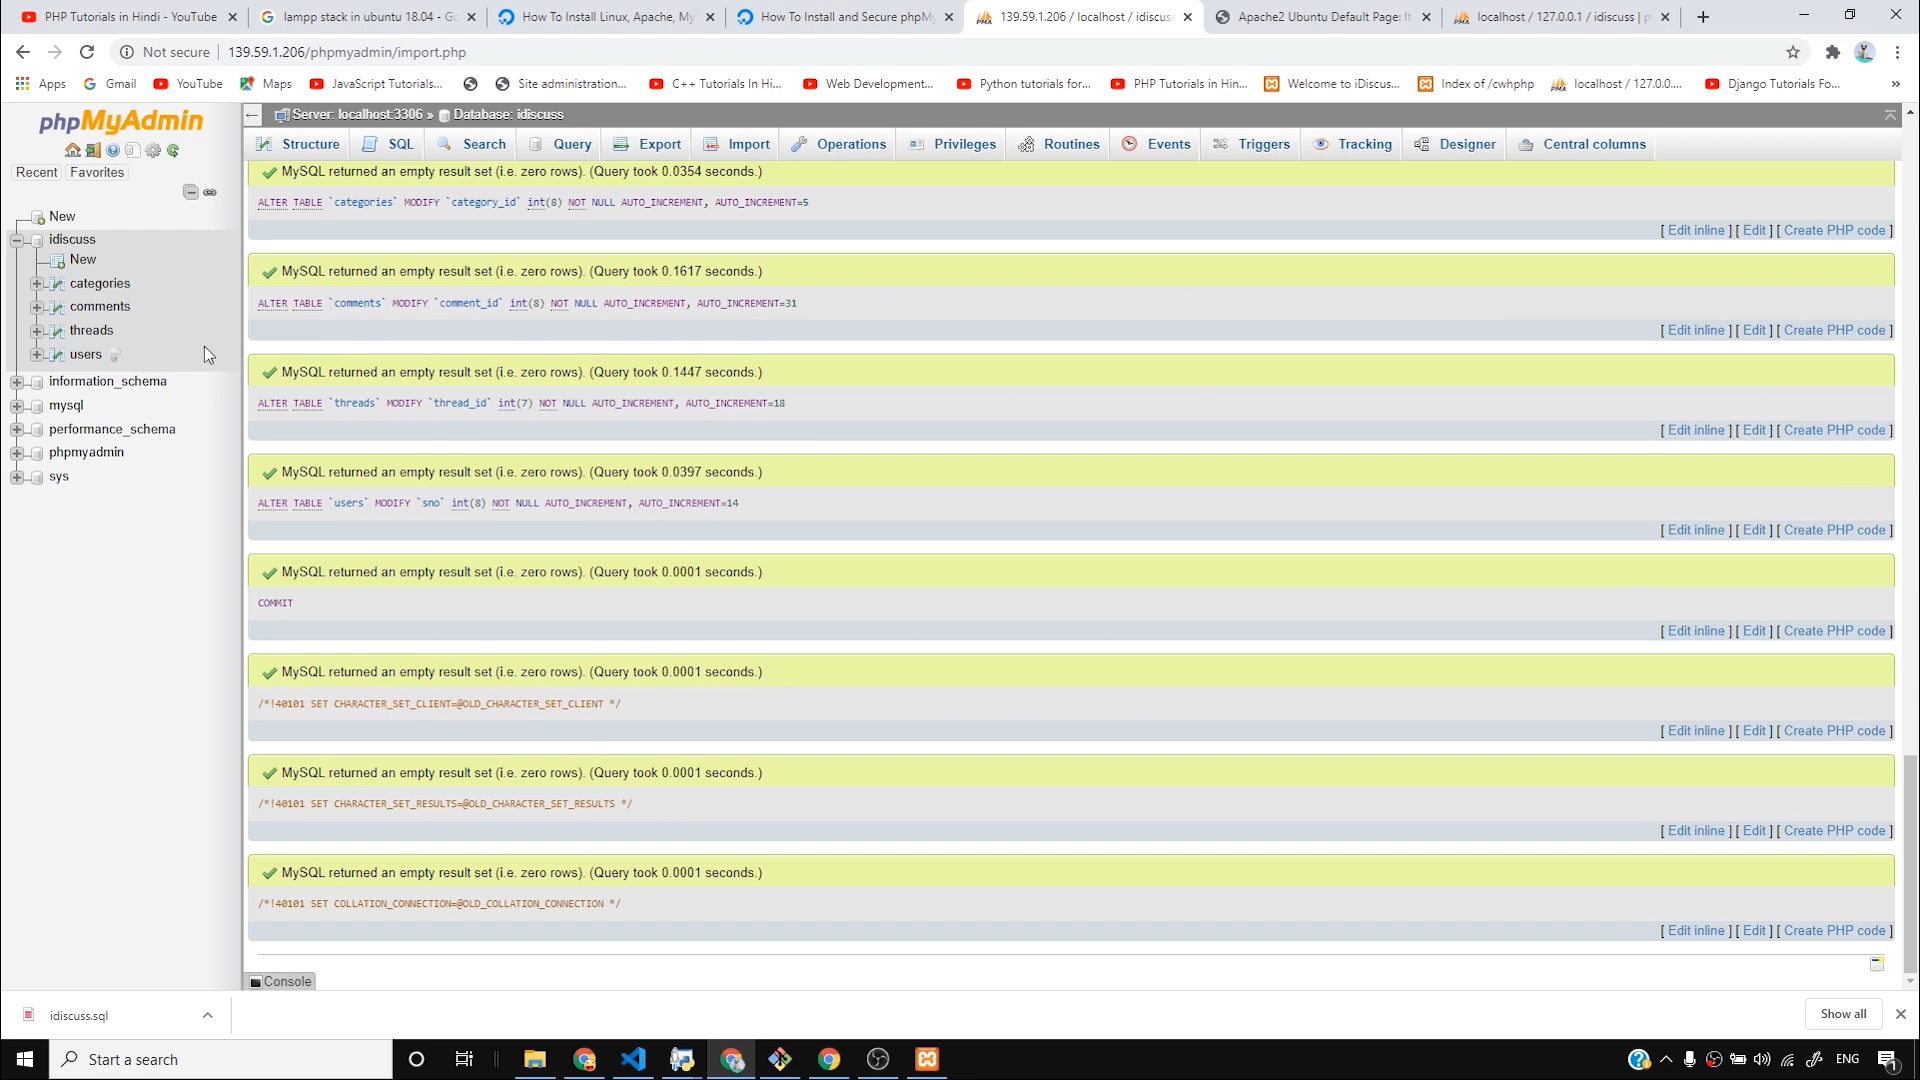 PHP Tutorials in Hindi - YouTube
lampp stack in ubuntu 18.04 - Go
How To Install Linux, Apache, My
How To Install and Secure phpM
139.59.1.206 / localhost / idiscus
Apache2 Ubuntu Default Page: It
localhost / 127.0.0.1 / idiscuss | p
Not secure
139.59.1.206/phpmyadmin/import.php
Apps
Gmail
YouTube
Maps
JavaScript Tutorials...
Site administration...
C++ Tutorials In Hi...
Web Development...
Python tutorials for...
PHP Tutorials in Hin...
Welcome to iDiscus...
Index of /cwhphp
localhost / 127.0.0....
Django Tutorials Fo...
phpMyAdmin
Recent
Favorites
New
idiscuss
New
categories
comments
threads
users
information_schema
mysql
performance_schema
phpmyadmin
sys
Server: localhost:3306 » Database: idiscuss
Structure
SQL
Search
Query
Export
Import
Operations
Privileges
Routines
Events
Triggers
Tracking
Designer
Central columns
MySQL returned an empty result set (i.e. zero rows). (Query took 0.0354 seconds.)
ALTER TABLE `categories` MODIFY `category_id` int(8) NOT NULL AUTO_INCREMENT, AUTO_INCREMENT=5
[ Edit inline ] [ Edit ] [ Create PHP code ]
MySQL returned an empty result set (i.e. zero rows). (Query took 0.1617 seconds.)
ALTER TABLE `comments` MODIFY `comment_id` int(8) NOT NULL AUTO_INCREMENT, AUTO_INCREMENT=31
[ Edit inline ] [ Edit ] [ Create PHP code ]
MySQL returned an empty result set (i.e. zero rows). (Query took 0.1447 seconds.)
ALTER TABLE `threads` MODIFY `thread_id` int(7) NOT NULL AUTO_INCREMENT, AUTO_INCREMENT=18
[ Edit inline ] [ Edit ] [ Create PHP code ]
MySQL returned an empty result set (i.e. zero rows). (Query took 0.0397 seconds.)
ALTER TABLE `users` MODIFY `sno` int(8) NOT NULL AUTO_INCREMENT, AUTO_INCREMENT=14
[ Edit inline ] [ Edit ] [ Create PHP code ]
MySQL returned an empty result set (i.e. zero rows). (Query took 0.0001 seconds.)
COMMIT
[ Edit inline ] [ Edit ] [ Create PHP code ]
MySQL returned an empty result set (i.e. zero rows). (Query took 0.0001 seconds.)
/*!40101 SET CHARACTER_SET_CLIENT=@OLD_CHARACTER_SET_CLIENT */
[ Edit inline ] [ Edit ] [ Create PHP code ]
MySQL returned an empty result set (i.e. zero rows). (Query took 0.0001 seconds.)
/*!40101 SET CHARACTER_SET_RESULTS=@OLD_CHARACTER_SET_RESULTS */
[ Edit inline ] [ Edit ] [ Create PHP code ]
MySQL returned an empty result set (i.e. zero rows). (Query took 0.0001 seconds.)
/*!40101 SET COLLATION_CONNECTION=@OLD_COLLATION_CONNECTION */
[ Edit inline ] [ Edit ] [ Create PHP code ]
Console
idiscuss.sql
Show all
Start a search
ENG
1